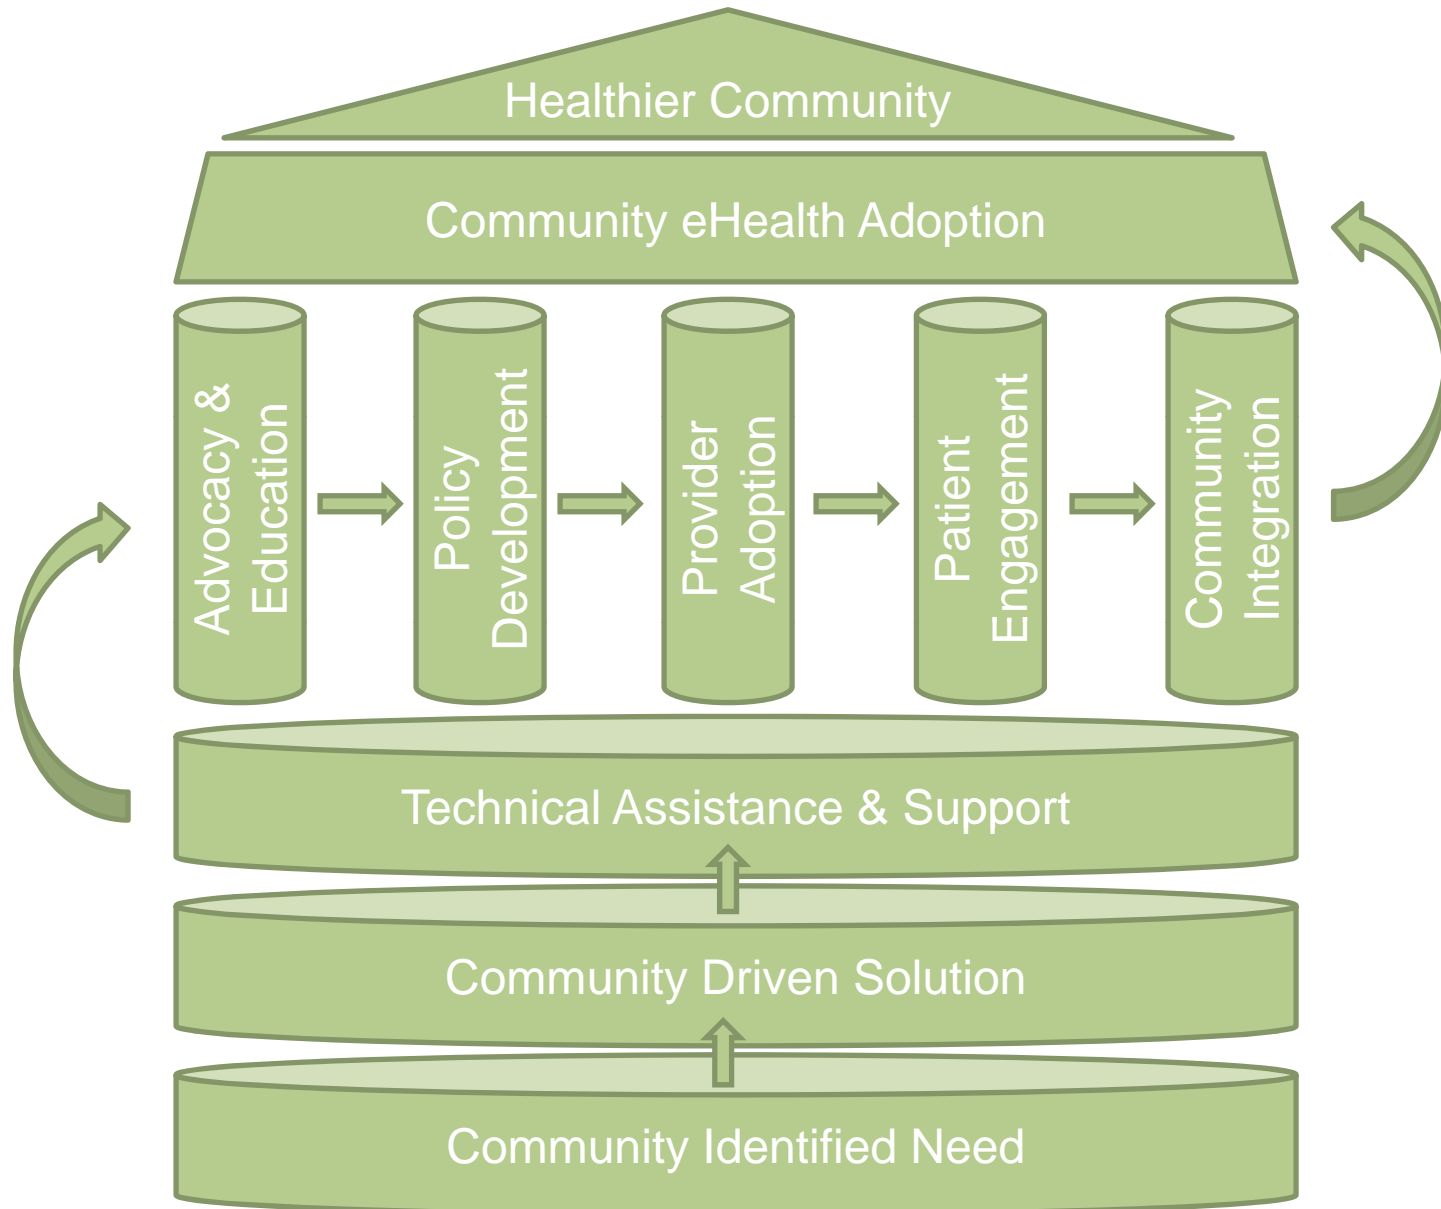 Healthier Community
Community eHealth Adoption
Advocacy &
Education
Policy
Development
Provider
Adoption
Patient
Engagement
Community
Integration
Technical Assistance & Support
Community Driven Solution
Community Identified Need